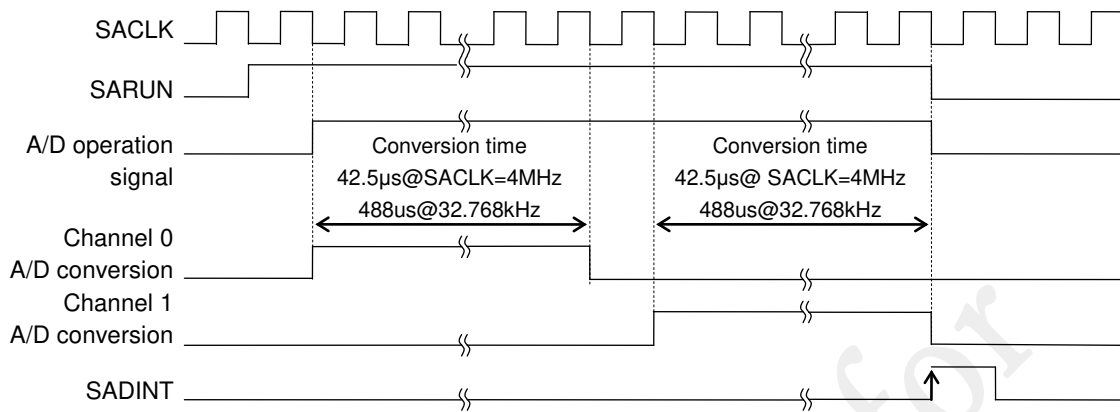 SACLK
SARUN
A/D operation
signal
Conversion time
42.5µs@SACLK=4MHz
488us@32.768kHz
Conversion time
42.5µs@ SACLK=4MHz
488us@32.768kHz
Channel 0
A/D conversion
Channel 1
A/D conversion
SADINT
for